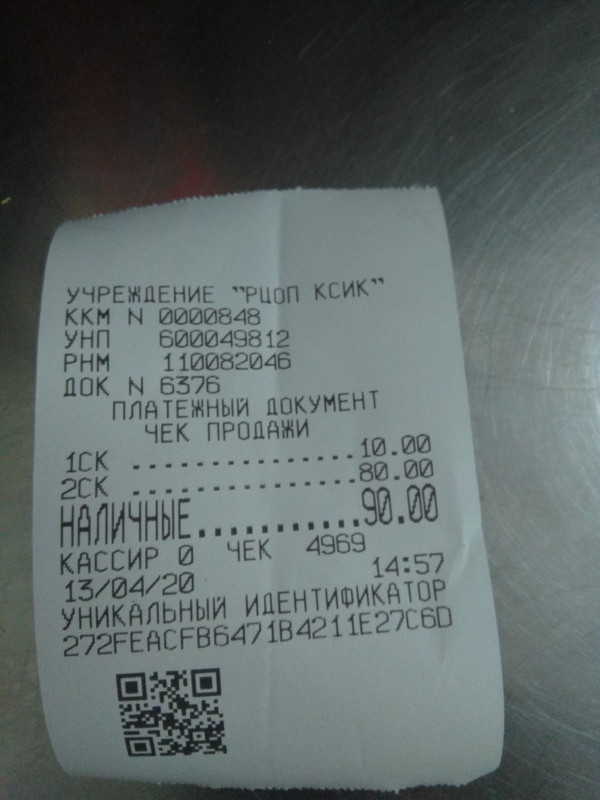 УЧРЕЖДЕНИЕ "РЦОП КСИК"
ККМ N 0000848
УНП 600049812
РНМ 110082046
ДОК N 6376
ПЛАТЕЖНЫЙ ДОКУМЕНТ
ЧЕК ПРОДАЖИ
1СК ................10.00
2СК ................80.00
НАЛИЧНЫЕ...........90.00
КАССИР 0 ЧЕК 4969
13/04/20 14:57
УНИКАЛЬНЫЙ ИДЕНТИФИКАТОР
272FEACFB6471B4211E27C6D